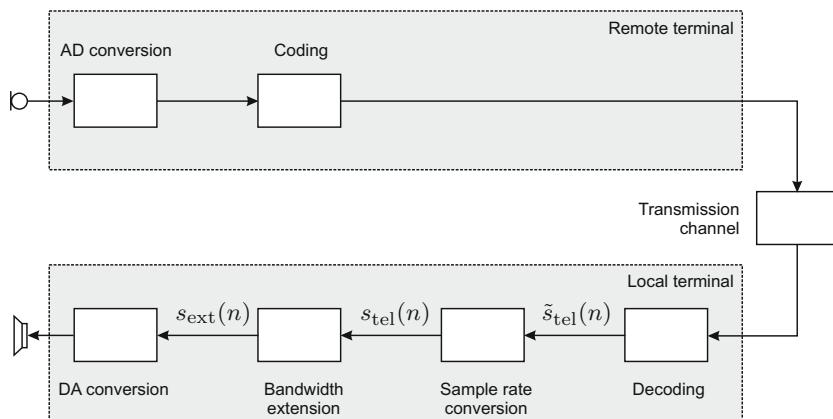 Remote terminal
AD conversion
Coding
Transmission
channel
Local terminal
s_ext(n)
s_tel(n)
s̃_tel(n)
DA conversion
Bandwidth
extension
Sample rate
conversion
Decoding